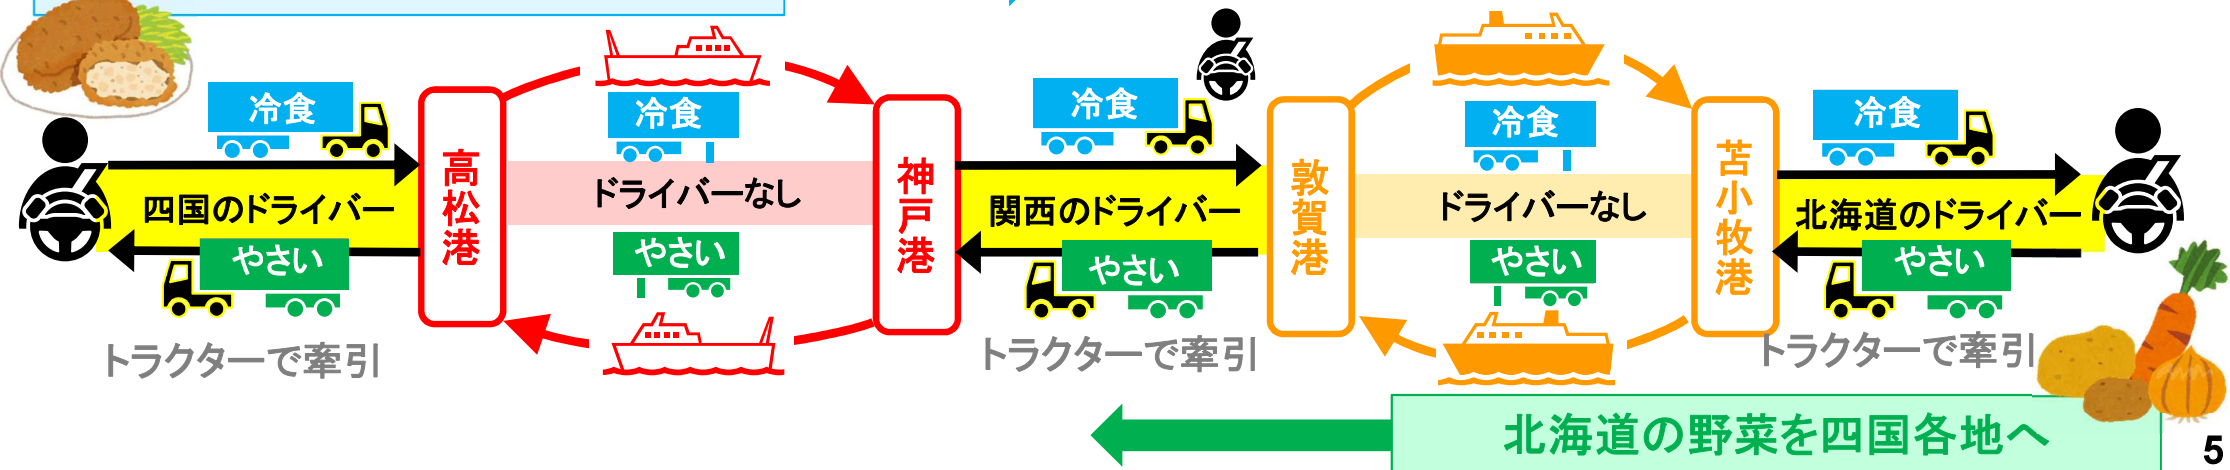 冷食
冷食
冷食
冷食
冷食
四国のドライバー
高松港
ドライバーなし
神戸港
関西のドライバー
敦賀港
ドライバーなし
苫小牧港
北海道のドライバー
やさい
やさい
やさい
やさい
やさい
トラクターで牽引
トラクターで牽引
トラクターで牽引
北海道の野菜を四国各地へ
5